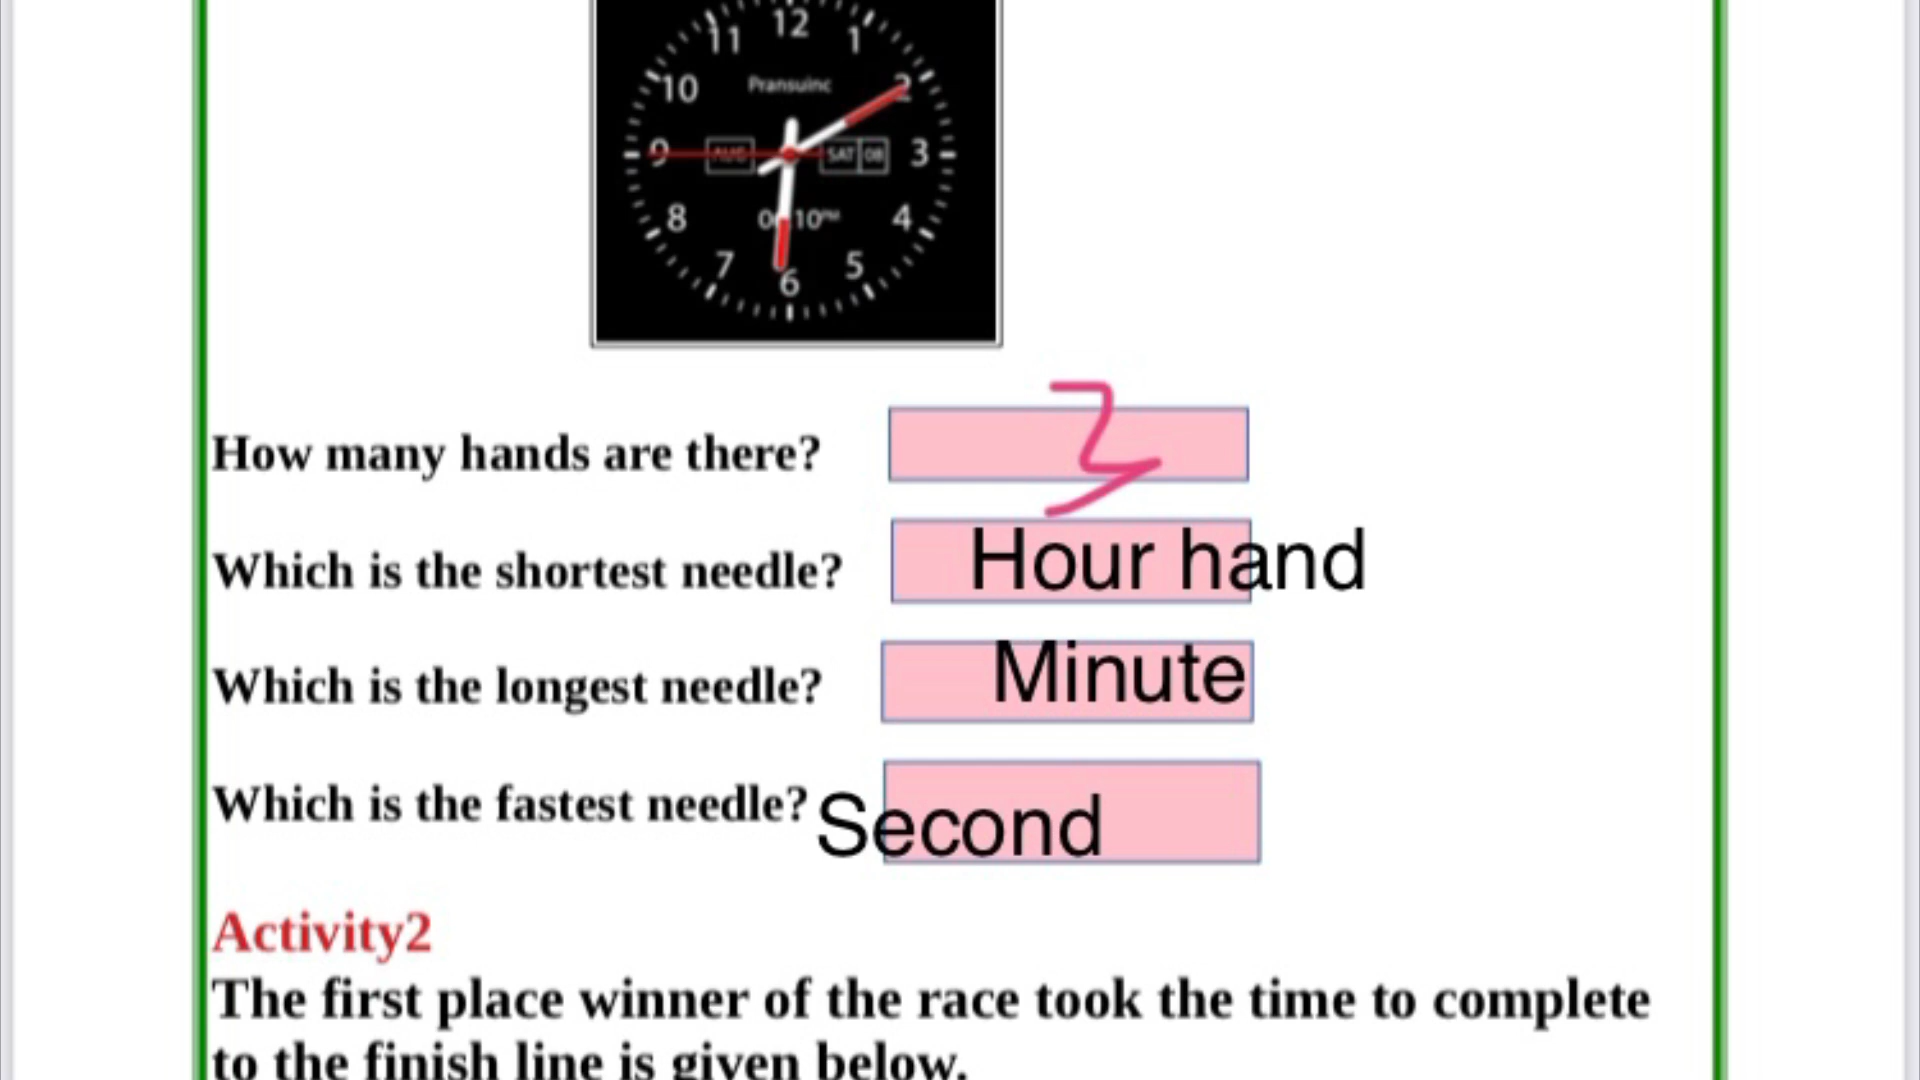 12
11
1
10
Pransuinc
2
9
AUG
SAT 08
3
8
10PM
4
7
5
6
How many hands are there? 3
Which is the shortest needle? Hour hand
Which is the longest needle? Minute
Which is the fastest needle? Second
Activity2
The first place winner of the race took the time to complete
to the finish line is given below.